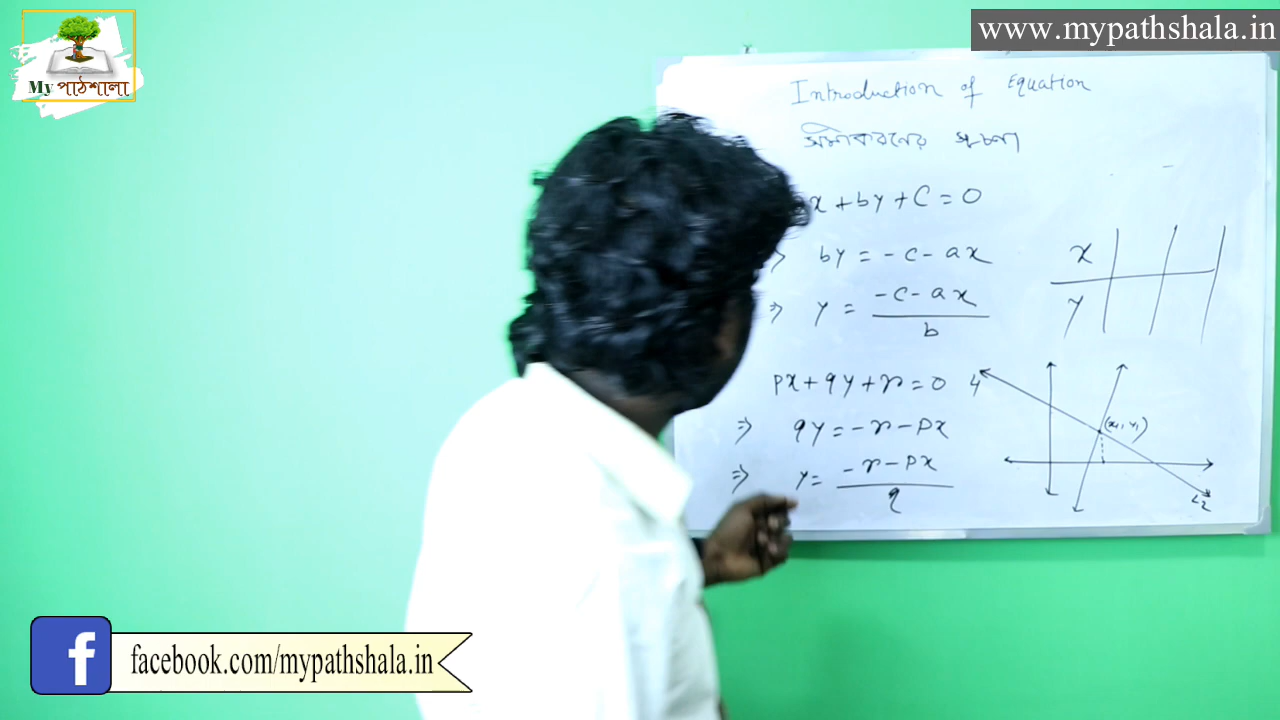 My পাঠশালা
www.mypathshala.in
Introduction of Equation
সমীকরণের সূচনা
x + by + c = 0
⇒ by = -c - ax
⇒ y = (-c - ax) / b
x
y
px + qy + r = 0
⇒ qy = -r - px
⇒ y = (-r - px) / q
(x₁, y₁)
L₂
facebook.com/mypathshala.in